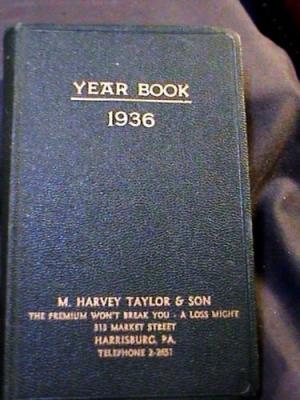 YEAR BOOK
1936
M. HARVEY TAYLOR & SON
THE PREMIUM WON'T BREAK YOU - A LOSS MIGHT
313 MARKET STREET
HARRISBURG, PA.
TELEPHONE 2-2651